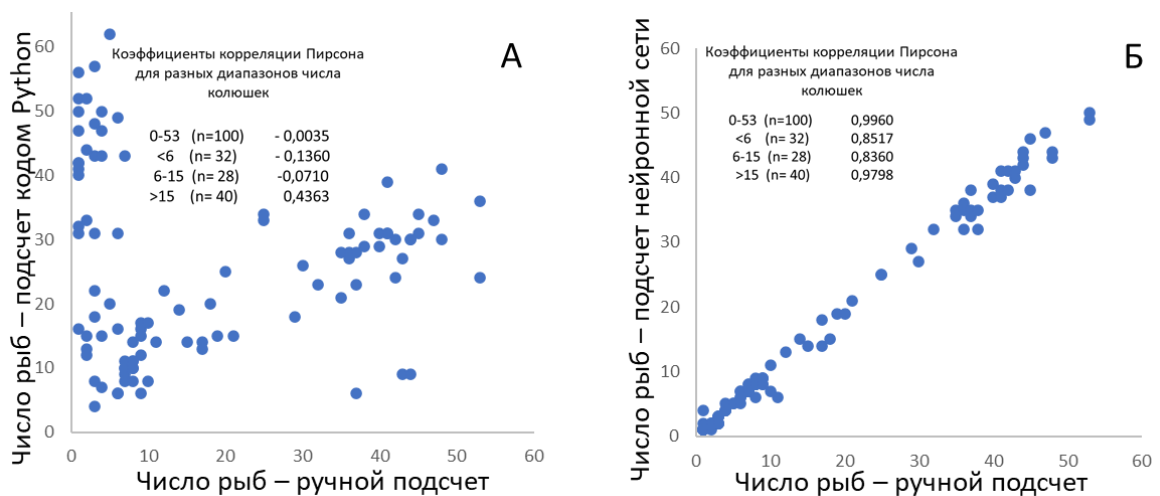 А
Коэффициенты корреляции Пирсона
для разных диапазонов числа
колюшек
0-53 (n=100) - 0,0035
<6 (n= 32) - 0,1360
6-15 (n= 28) -0,0710
>15 (n= 40) 0,4363
Число рыб – подсчет кодом Python
60
50
40
30
20
10
0
0 10 20 30 40 50 60
Число рыб – ручной подсчет
Б
Коэффициенты корреляции Пирсона
для разных диапазонов числа
колюшек
0-53 (n=100) 0,9960
<6 (n= 32) 0,8517
6-15 (n= 28) 0,8360
>15 (n= 40) 0,9798
Число рыб – подсчет нейронной сети
60
50
40
30
20
10
0
0 10 20 30 40 50 60
Число рыб – ручной подсчет